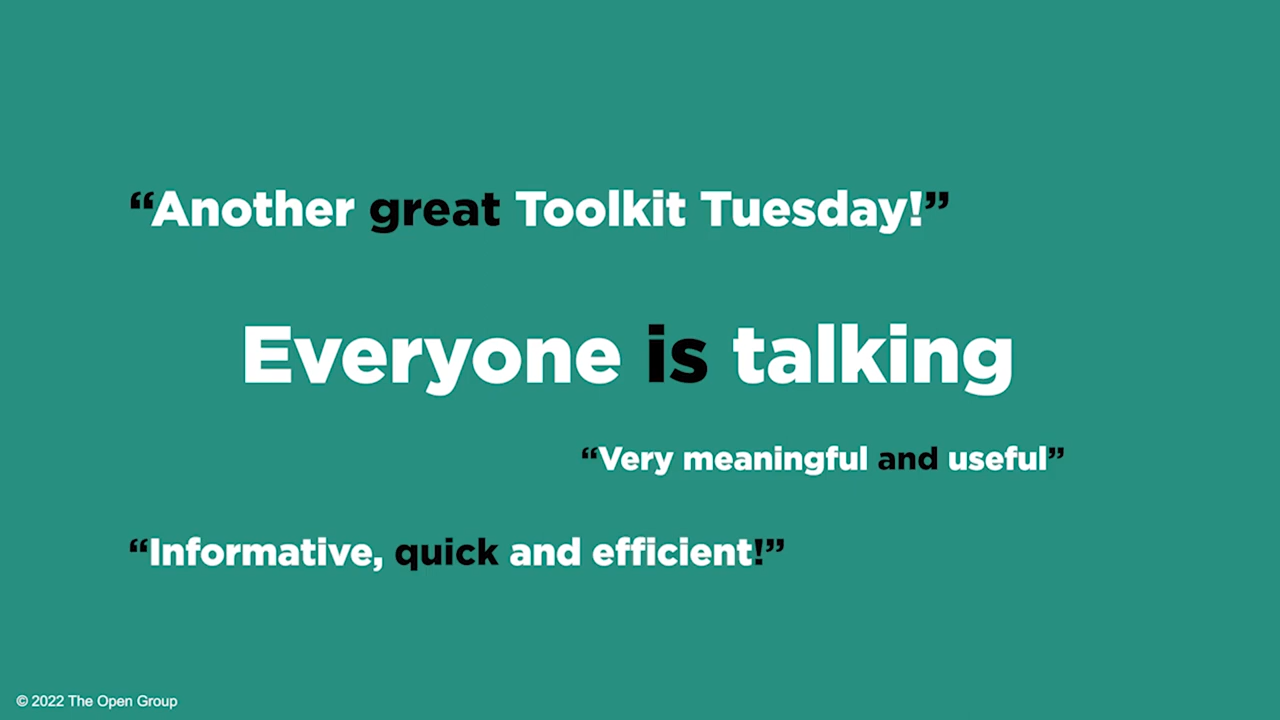 “Another great Toolkit Tuesday!”
Everyone is talking
“Very meaningful and useful”
“Informative, quick and efficient!”
© 2022 The Open Group